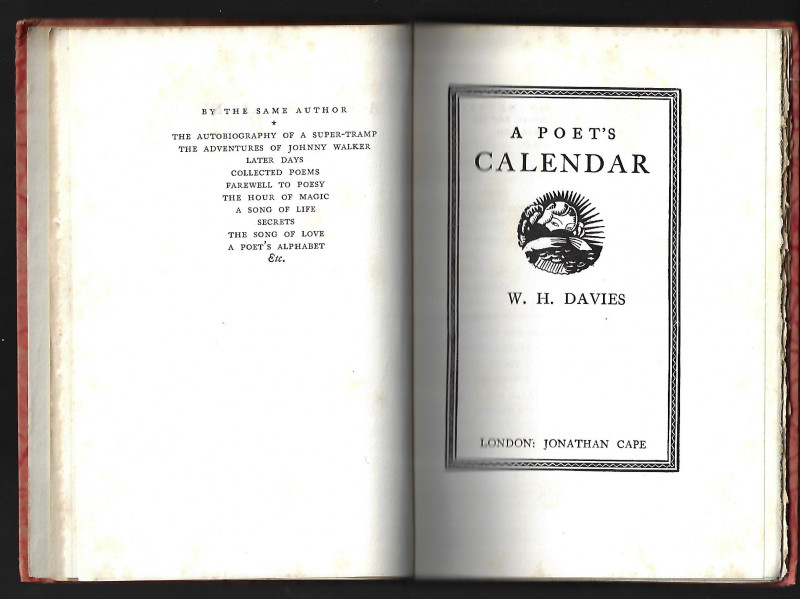 BY THE SAME AUTHOR
*
THE AUTOBIOGRAPHY OF A SUPER-TRAMP
THE ADVENTURES OF JOHNNY WALKER
LATER DAYS
COLLECTED POEMS
FAREWELL TO POESY
THE HOUR OF MAGIC
A SONG OF LIFE
SECRETS
THE SONG OF LOVE
A POET'S ALPHABET
Etc.
A POET'S
CALENDAR
W. H. DAVIES
LONDON: JONATHAN CAPE